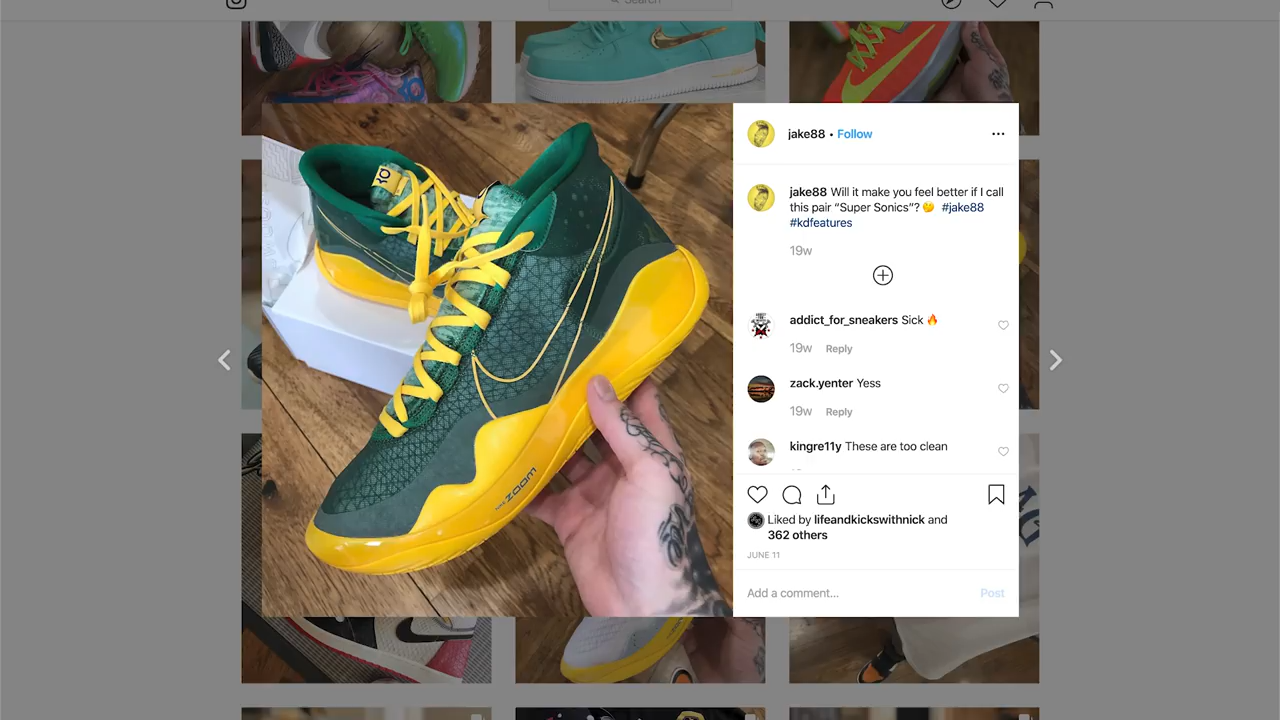 Search
jake88 • Follow
jake88 Will it make you feel better if I call
this pair “Super Sonics”? 🤔 #jake88
#kdfeatures
19w
addict_for_sneakers Sick 🔥
19w Reply
zack.yenter Yess
19w Reply
kingre11y These are too clean
Liked by lifeandkickswithnick and
362 others
JUNE 11
Add a comment... Post
ZOOM